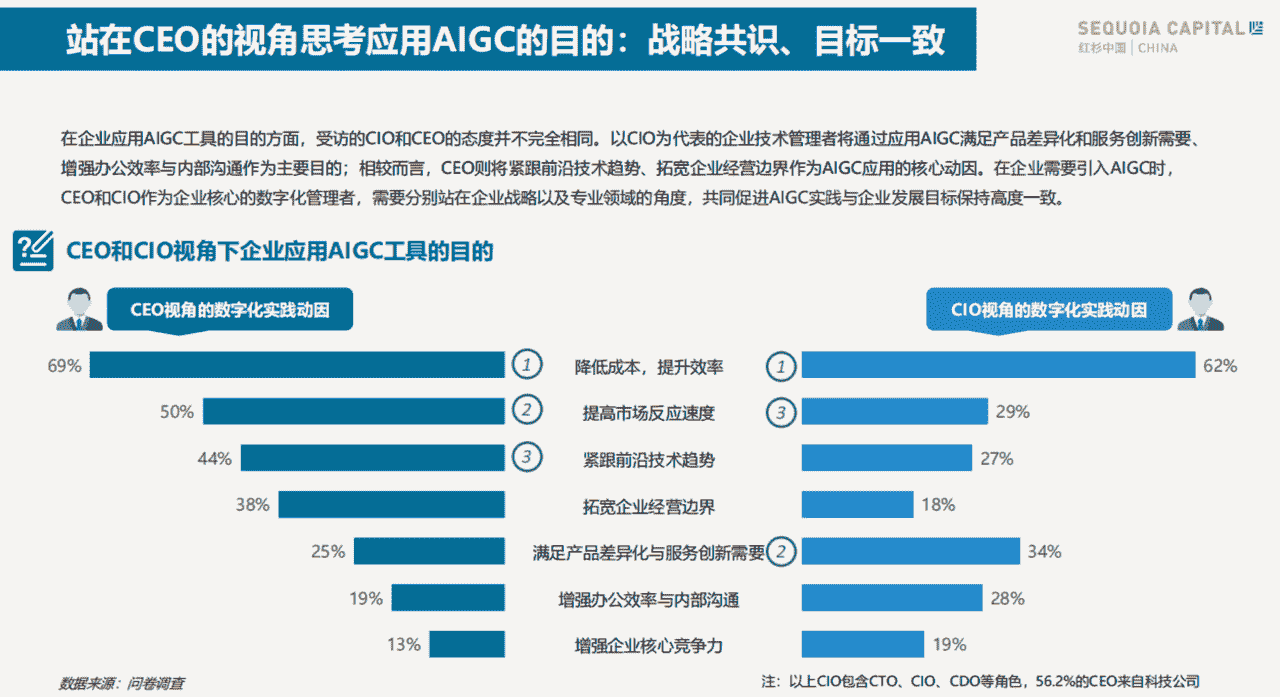 站在CEO的视角思考应用AIGC的目的：战略共识、目标一致
SEQUOIA CAPITAL
红杉中国 | CHINA
在企业应用AIGC工具的目的方面，受访的CIO和CEO的态度并不完全相同。以CIO为代表的企业技术管理者将通过应用AIGC满足产品差异化和服务创新需要、
增强办公效率与内部沟通作为主要目的；相较而言，CEO则将紧跟前沿技术趋势、拓宽企业经营边界作为AIGC应用的核心动因。在企业需要引入AIGC时，
CEO和CIO作为企业核心的数字化管理者，需要分别站在企业战略以及专业领域的角度，共同促进AIGC实践与企业发展目标保持高度一致。
CEO和CIO视角下企业应用AIGC工具的目的
CEO视角的数字化实践动因
CIO视角的数字化实践动因
69% 1 降低成本，提升效率 1 62%
50% 2 提高市场反应速度 3 29%
44% 3 紧跟前沿技术趋势 27%
38% 拓宽企业经营边界 18%
25% 满足产品差异化与服务创新需要 2 34%
19% 增强办公效率与内部沟通 28%
13% 增强企业核心竞争力 19%
数据来源：问卷调查
注：以上CIO包含CTO、CIO、CDO等角色，56.2%的CEO来自科技公司